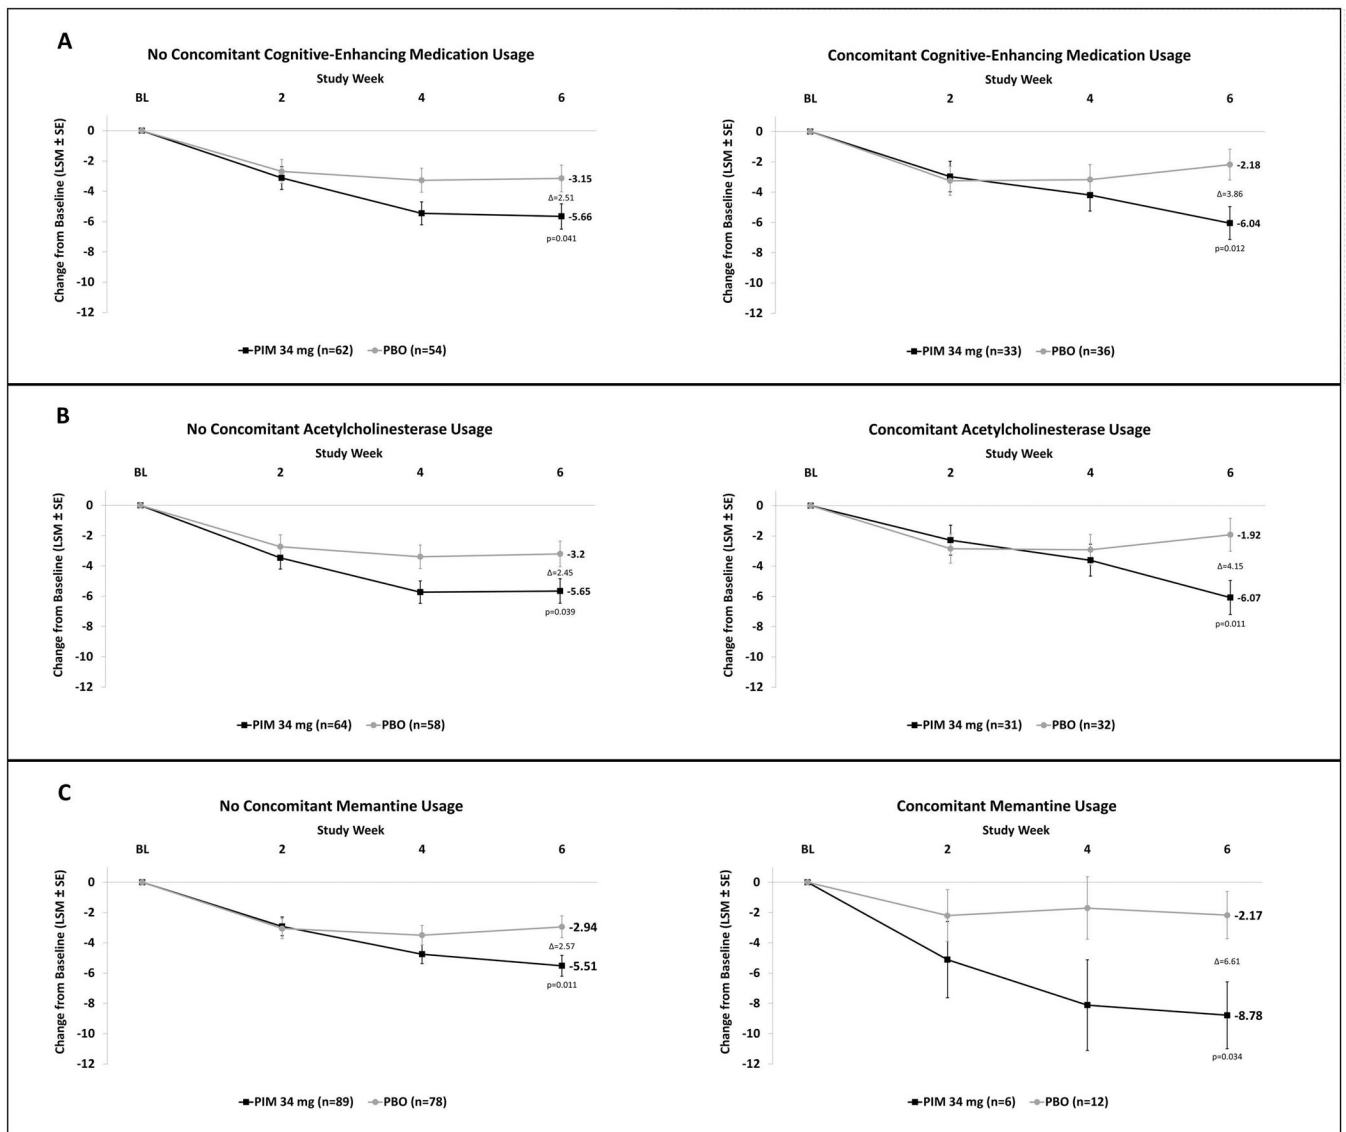 A
No Concomitant Cognitive-Enhancing Medication Usage
Study Week
BL 2 4 6
Change from Baseline (LSM ± SE)
0
-2
-4
-6
-8
-10
-12
-3.15
Δ=2.51
-5.66
p=0.041
PIM 34 mg (n=62) PBO (n=54)
Concomitant Cognitive-Enhancing Medication Usage
Study Week
BL 2 4 6
Change from Baseline (LSM ± SE)
0
-2
-4
-6
-8
-10
-12
-2.18
Δ=3.86
-6.04
p=0.012
PIM 34 mg (n=33) PBO (n=36)
B
No Concomitant Acetylcholinesterase Usage
Study Week
BL 2 4 6
Change from Baseline (LSM ± SE)
0
-2
-4
-6
-8
-10
-12
-3.2
Δ=2.45
-5.65
p=0.039
PIM 34 mg (n=64) PBO (n=58)
Concomitant Acetylcholinesterase Usage
Study Week
BL 2 4 6
Change from Baseline (LSM ± SE)
0
-2
-4
-6
-8
-10
-12
-1.92
Δ=4.15
-6.07
p=0.011
PIM 34 mg (n=31) PBO (n=32)
C
No Concomitant Memantine Usage
Study Week
BL 2 4 6
Change from Baseline (LSM ± SE)
0
-2
-4
-6
-8
-10
-12
-2.94
Δ=2.57
-5.51
p=0.011
PIM 34 mg (n=89) PBO (n=78)
Concomitant Memantine Usage
Study Week
BL 2 4 6
Change from Baseline (LSM ± SE)
0
-2
-4
-6
-8
-10
-12
-2.17
Δ=6.61
-8.78
p=0.034
PIM 34 mg (n=6) PBO (n=12)